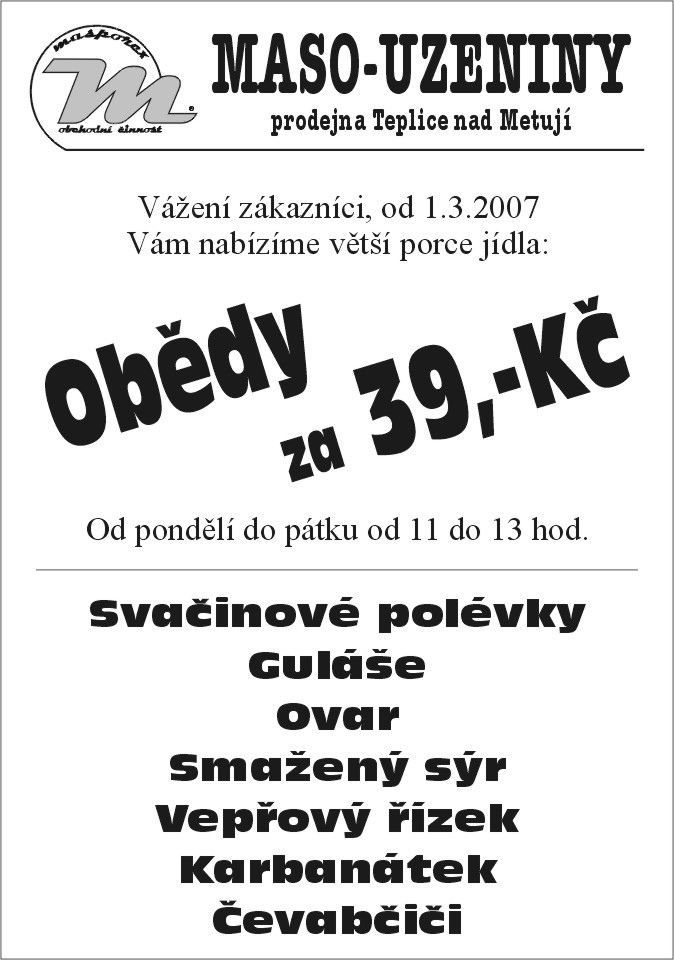 masporax
M®
obchodní činnost
MASO-UZENINY
prodejna Teplice nad Metují
Vážení zákazníci, od 1.3.2007
Vám nabízíme větší porce jídla:
Obědy
za 39,-Kč
Od pondělí do pátku od 11 do 13 hod.
Svačinové polévky
Guláše
Ovar
Smažený sýr
Vepřový řízek
Karbanátek
Čevabčiči